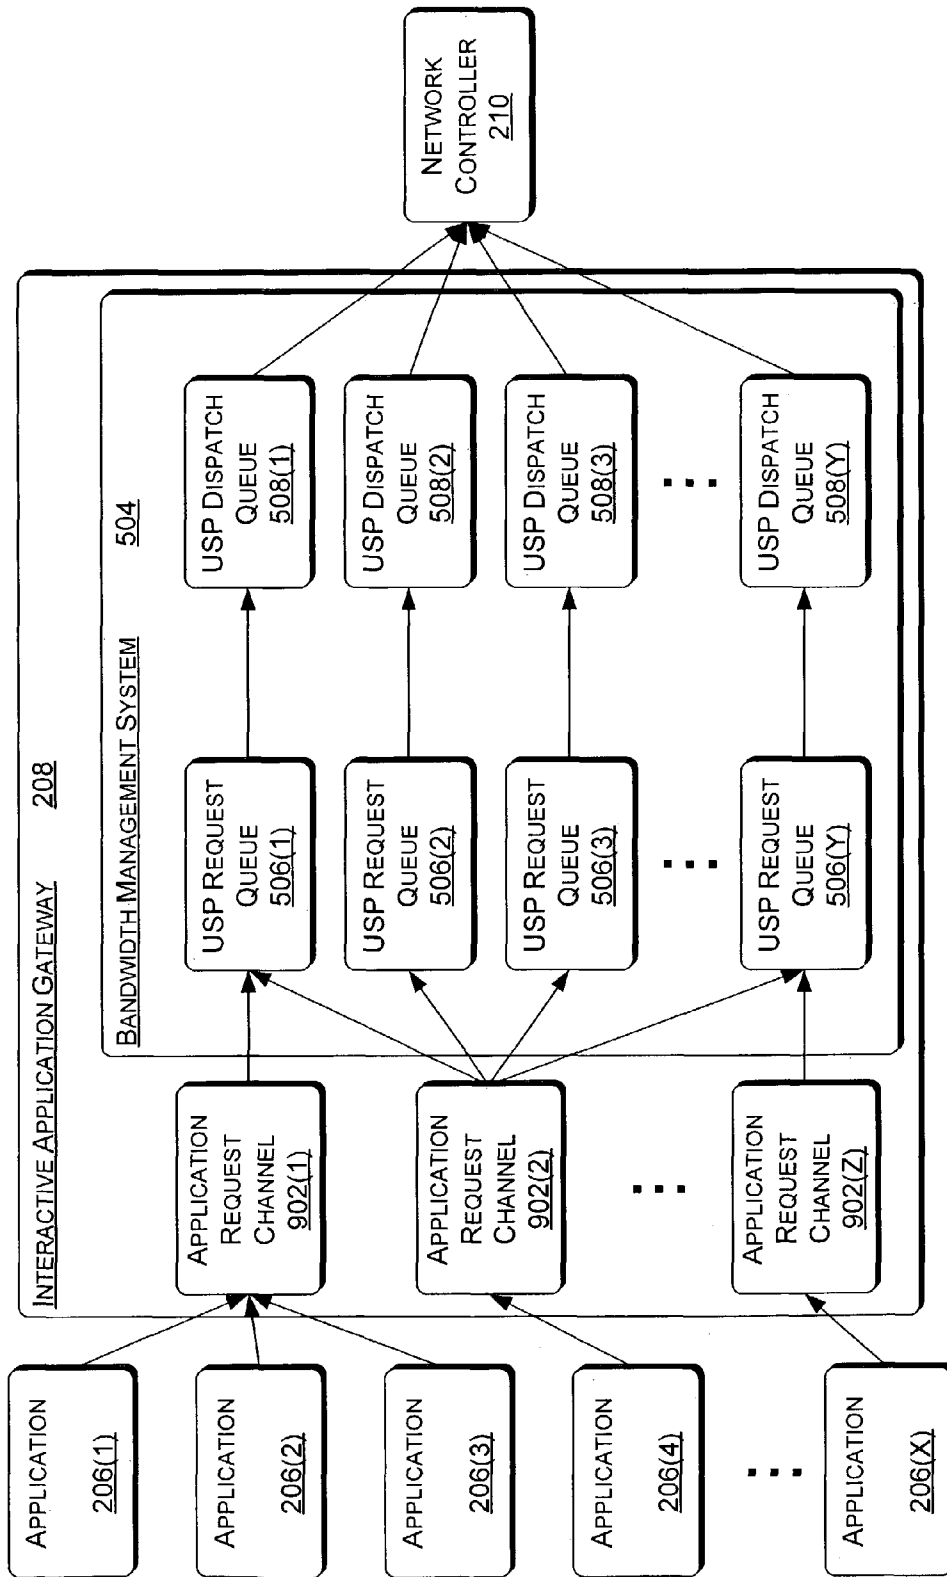 INTERACTIVE APPLICATION GATEWAY 208
BANDWIDTH MANAGEMENT SYSTEM 504
APPLICATION
206(1)
APPLICATION
206(2)
APPLICATION
206(3)
APPLICATION
206(4)
APPLICATION
206(X)
APPLICATION
REQUEST
CHANNEL
902(1)
APPLICATION
REQUEST
CHANNEL
902(2)
APPLICATION
REQUEST
CHANNEL
902(Z)
USP REQUEST
QUEUE
506(1)
USP REQUEST
QUEUE
506(2)
USP REQUEST
QUEUE
506(3)
USP REQUEST
QUEUE
506(Y)
USP DISPATCH
QUEUE
508(1)
USP DISPATCH
QUEUE
508(2)
USP DISPATCH
QUEUE
508(3)
USP DISPATCH
QUEUE
508(Y)
NETWORK
CONTROLLER
210